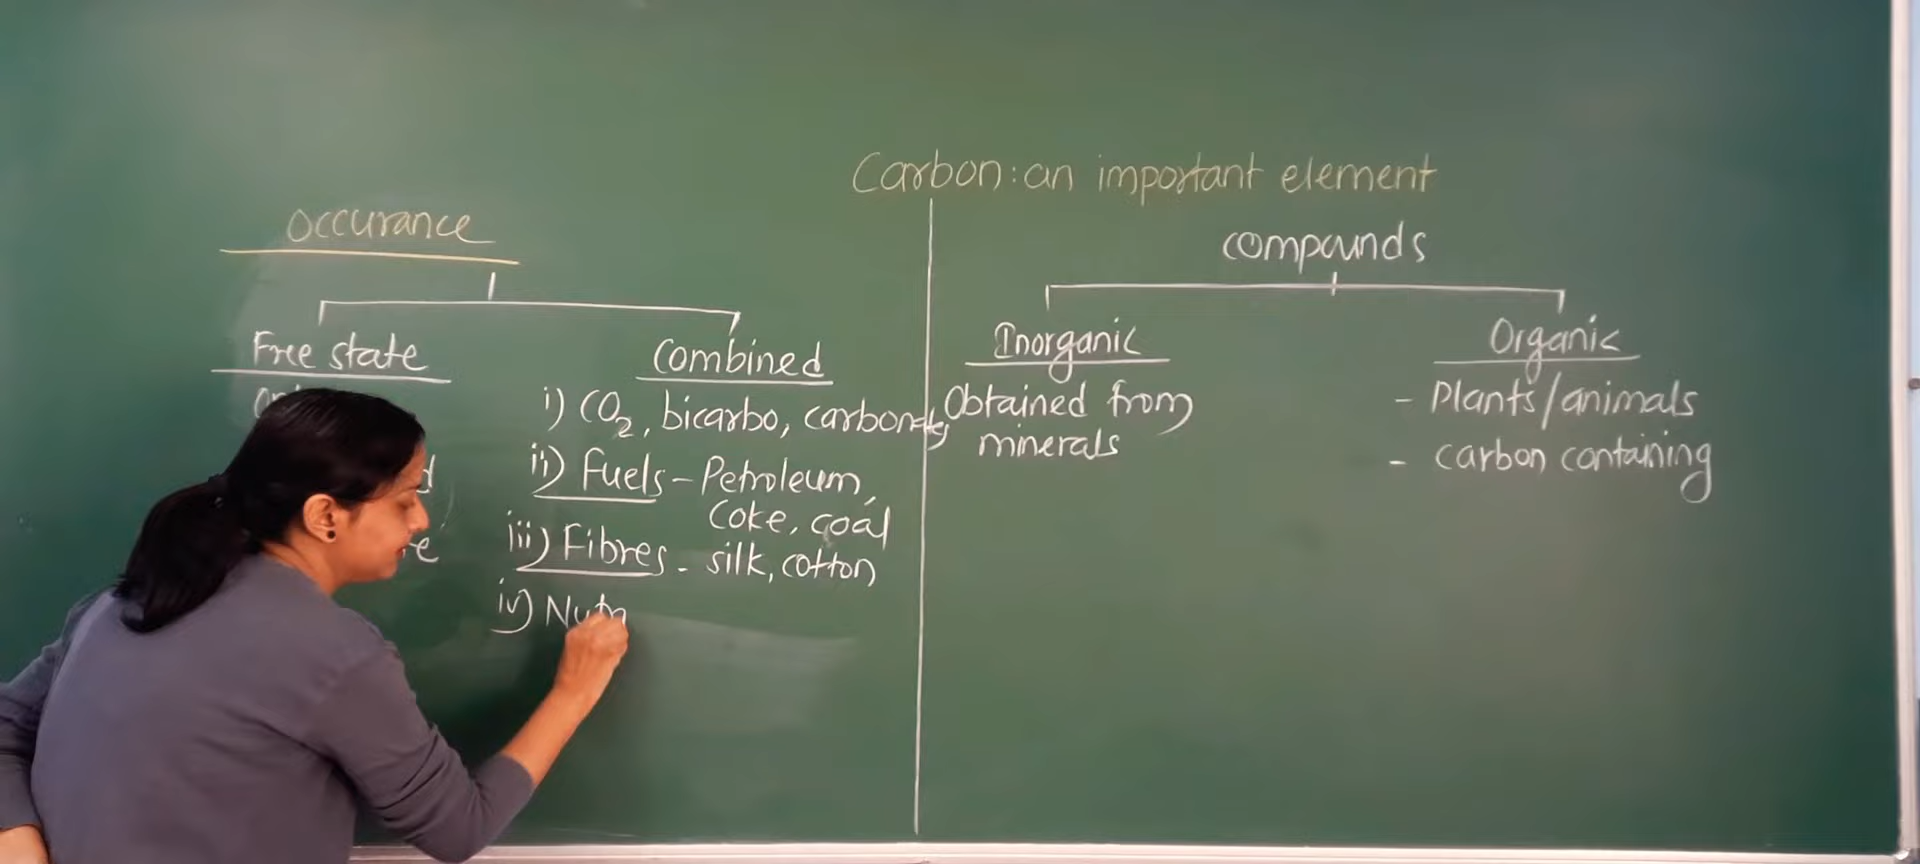 Carbon: an important element
Occurance
Free state
Combined
i) CO₂, bicarbo, carbonates
ii) Fuels - Petroleum,
Coke, coal
iii) Fibres - silk, cotton
iv) Nutr
compounds
Inorganic
Obtained from
minerals
Organic
- Plants/animals
- carbon containing